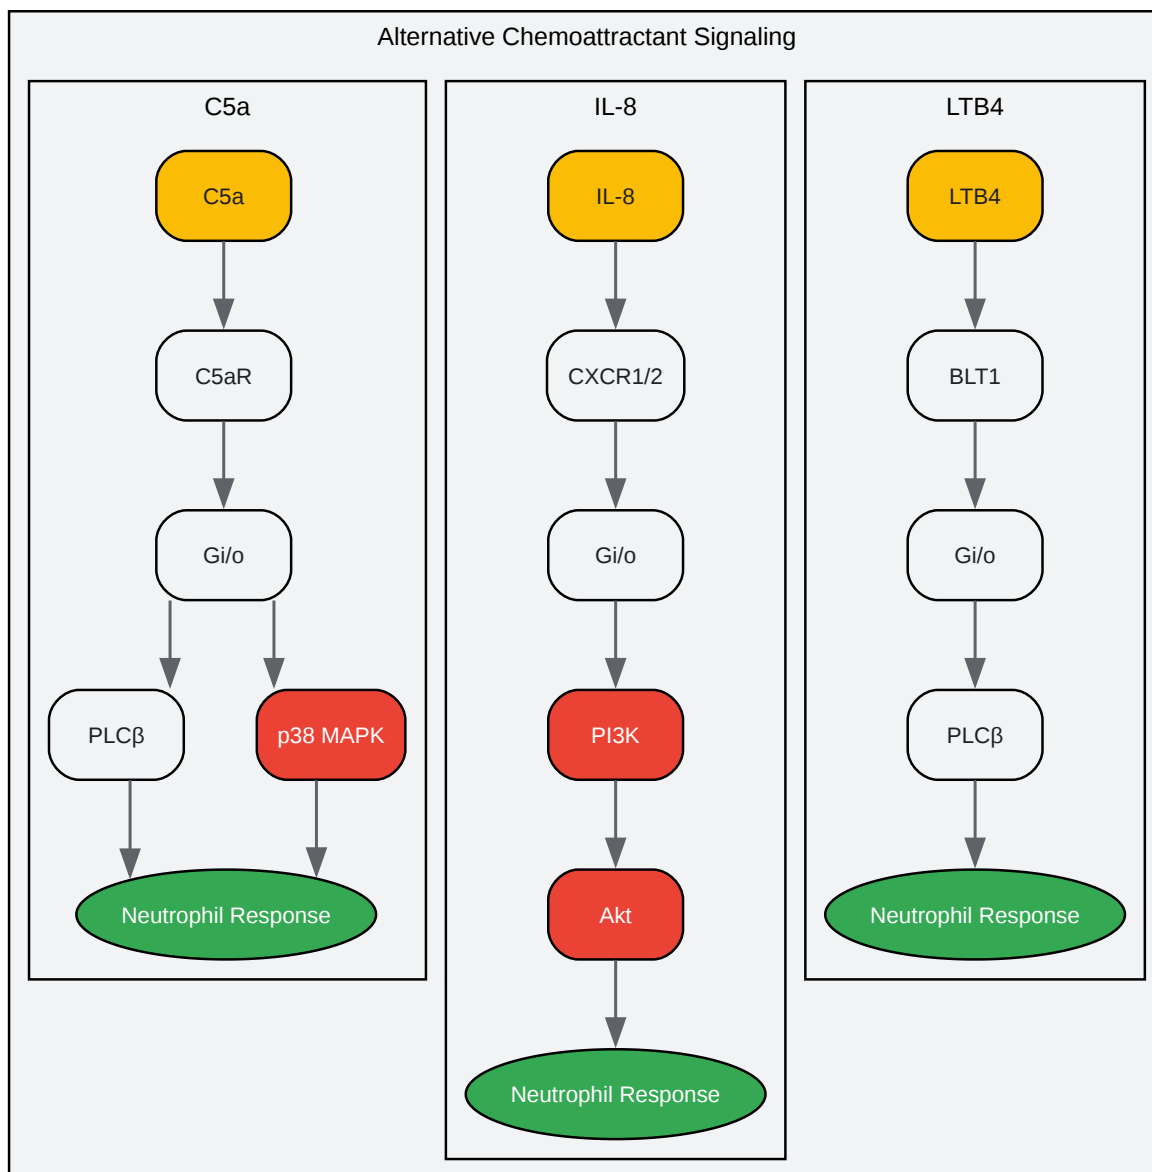 Alternative Chemoattractant Signaling
C5a
C5a
C5aR
Gi/o
PLCβ
p38 MAPK
Neutrophil Response
IL-8
IL-8
CXCR1/2
Gi/o
PI3K
Akt
Neutrophil Response
LTB4
LTB4
BLT1
Gi/o
PLCβ
Neutrophil Response